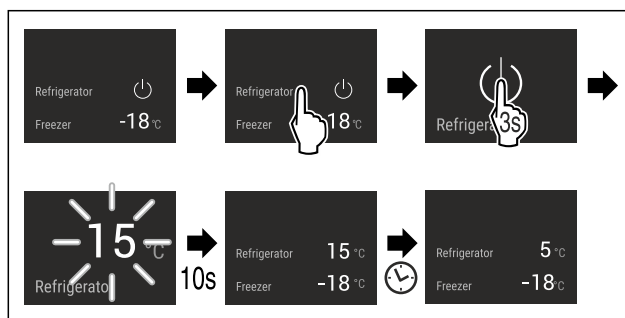 Refrigerator
Freezer -18 °C
Refrigerator
Freezer 18 °C
Refrigera 3s
15 °C
Refrigerato
10s
Refrigerator 15 °C
Freezer -18 °C
Refrigerator 5 °C
Freezer -18 °C